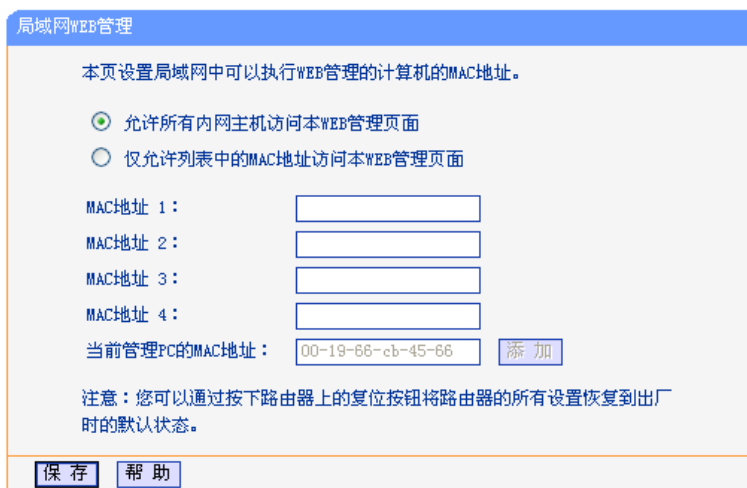 局域网WEB管理
本页设置局域网中可以执行WEB管理的计算机的MAC地址。
允许所有内网主机访问本WEB管理页面
仅允许列表中的MAC地址访问本WEB管理页面
MAC地址 1：
MAC地址 2：
MAC地址 3：
MAC地址 4：
当前管理PC的MAC地址： 00-19-66-cb-45-66 添 加
注意：您可以通过按下路由器上的复位按钮将路由器的所有设置恢复到出厂
时的默认状态。
保 存 帮 助